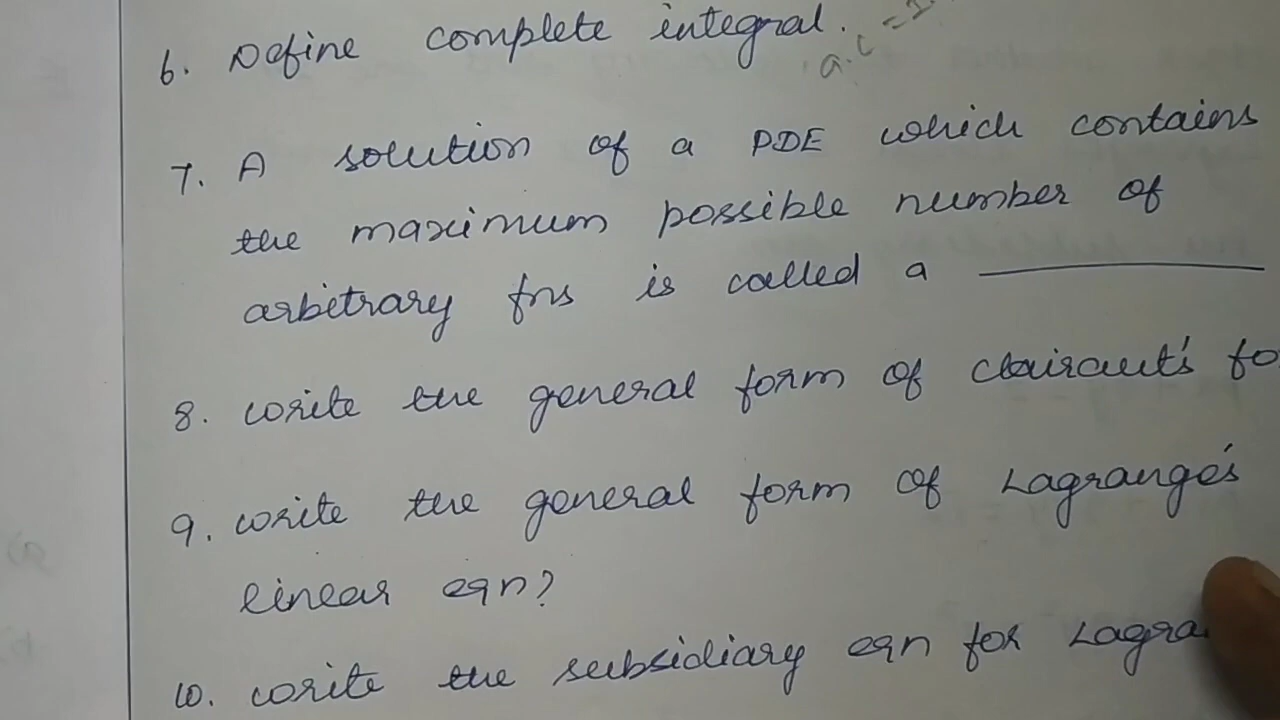 6. Define complete integral.
a.c =
7. A solution of a PDE which contains
the maximum possible number of
arbitrary fns is called a
8. write the general form of clairaut's fo
9. write the general form of Lagrange's
linear eqn?
10. write the subsidiary eqn for Lagra